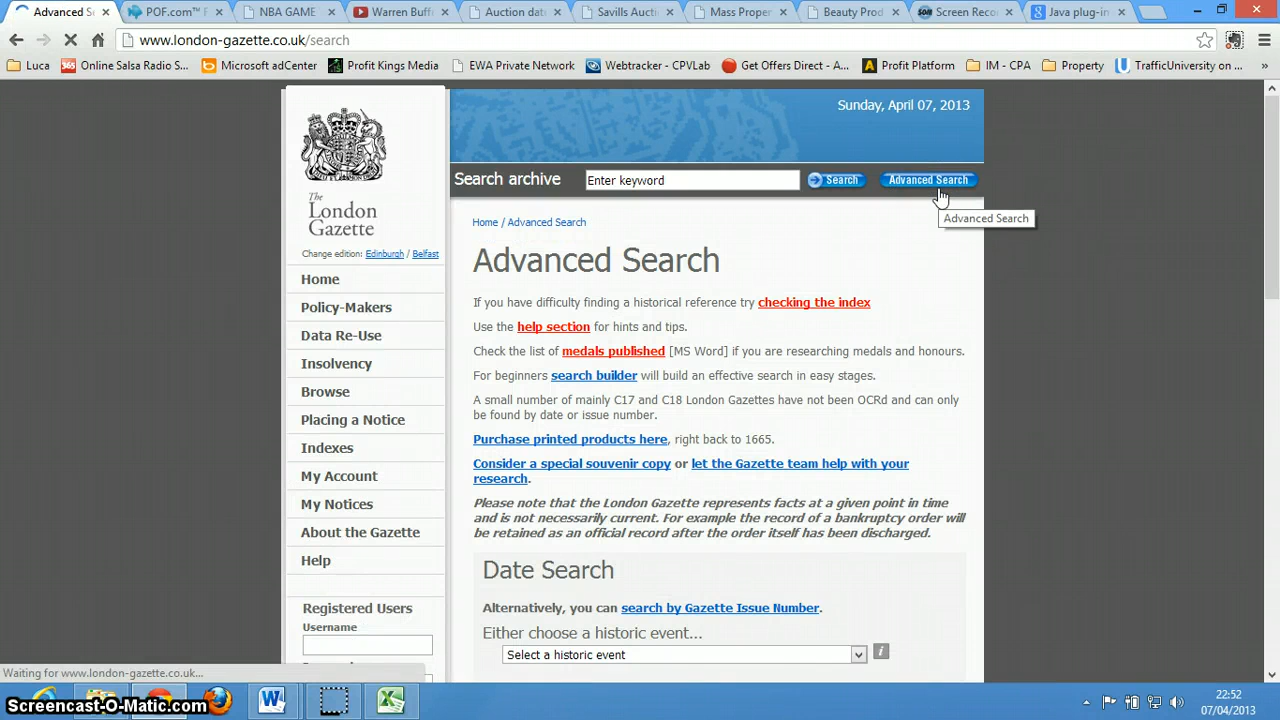 Advanced S
POF.com™ F
NBA GAME
Warren Buff
Auction dat
Savills Auct
Mass Proper
Beauty Prod
Screen Reco
Java plug-in
www.london-gazette.co.uk/search
Luca
Online Salsa Radio S...
Microsoft adCenter
Profit Kings Media
EWA Private Network
Webtracker - CPVLab
Get Offers Direct - A...
Profit Platform
IM - CPA
Property
TrafficUniversity on ...
»
Sunday, April 07, 2013
Search archive
Enter keyword
Search
Advanced Search
Advanced Search
The
London
Gazette
Change edition: Edinburgh / Belfast
Home
Policy-Makers
Data Re-Use
Insolvency
Browse
Placing a Notice
Indexes
My Account
My Notices
About the Gazette
Help
Registered Users
Username
Home / Advanced Search
Advanced Search
If you have difficulty finding a historical reference try checking the index
Use the help section for hints and tips.
Check the list of medals published [MS Word] if you are researching medals and honours.
For beginners search builder will build an effective search in easy stages.
A small number of mainly C17 and C18 London Gazettes have not been OCRd and can only
be found by date or issue number.
Purchase printed products here, right back to 1665.
Consider a special souvenir copy or let the Gazette team help with your
research.
Please note that the London Gazette represents facts at a given point in time
and is not necessarily current. For example the record of a bankruptcy order will
be retained as an official record after the order itself has been discharged.
Date Search
Alternatively, you can search by Gazette Issue Number.
Either choose a historic event...
Select a historic event
Waiting for www.london-gazette.co.uk...
Screencast-O-Matic.com
22:52
07/04/2013